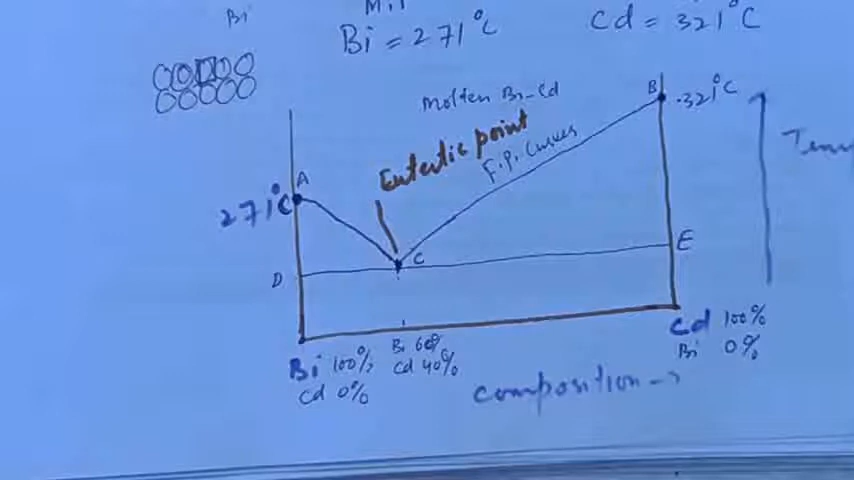 Bi
M.P
Bi = 271°C
Cd = 321°C
Molten Bi-Cd
B
.321°C
Eutectic point
F.P. Curves
A
271°C
C
D
E
Bi 100%
Cd 0%
Bi 60%
Cd 40%
Cd 100%
Bi 0%
composition →